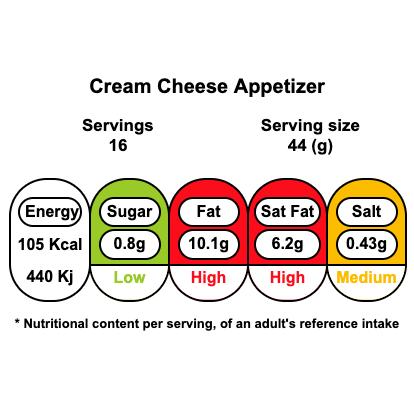 Cream Cheese Appetizer
Servings
16
Serving size
44 (g)
Energy Sugar Fat Sat Fat Salt
105 Kcal 0.8g 10.1g 6.2g 0.43g
440 Kj Low High High Medium
* Nutritional content per serving, of an adult's reference intake